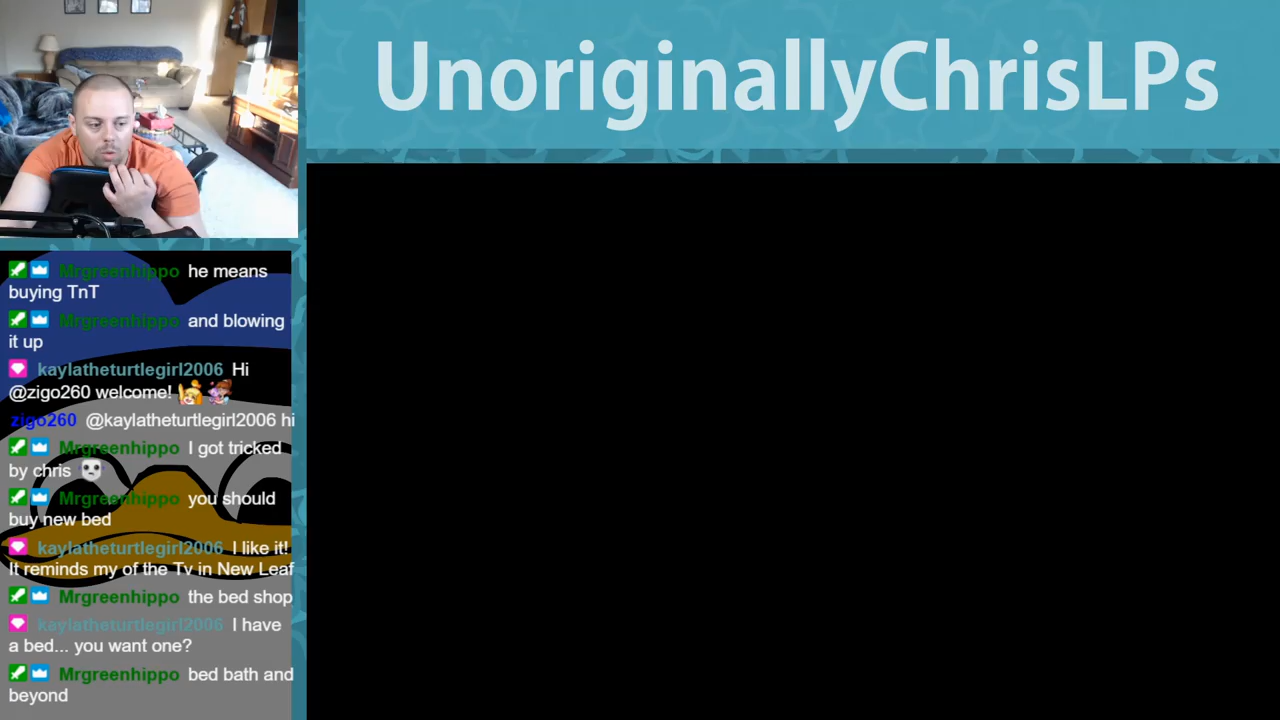 UnoriginallyChrisLPs
Mrgreenhippo he means
buying TnT
Mrgreenhippo and blowing
it up
kaylatheturtlegirl2006 Hi
@zigo260 welcome!
zigo260 @kaylatheturtlegirl2006 hi
Mrgreenhippo I got tricked
by chris
Mrgreenhippo you should
buy new bed
kaylatheturtlegirl2006 I like it!
It reminds my of the Tv in New Leaf
Mrgreenhippo the bed shop
kaylatheturtlegirl2006 I have
a bed... you want one?
Mrgreenhippo bed bath and
beyond